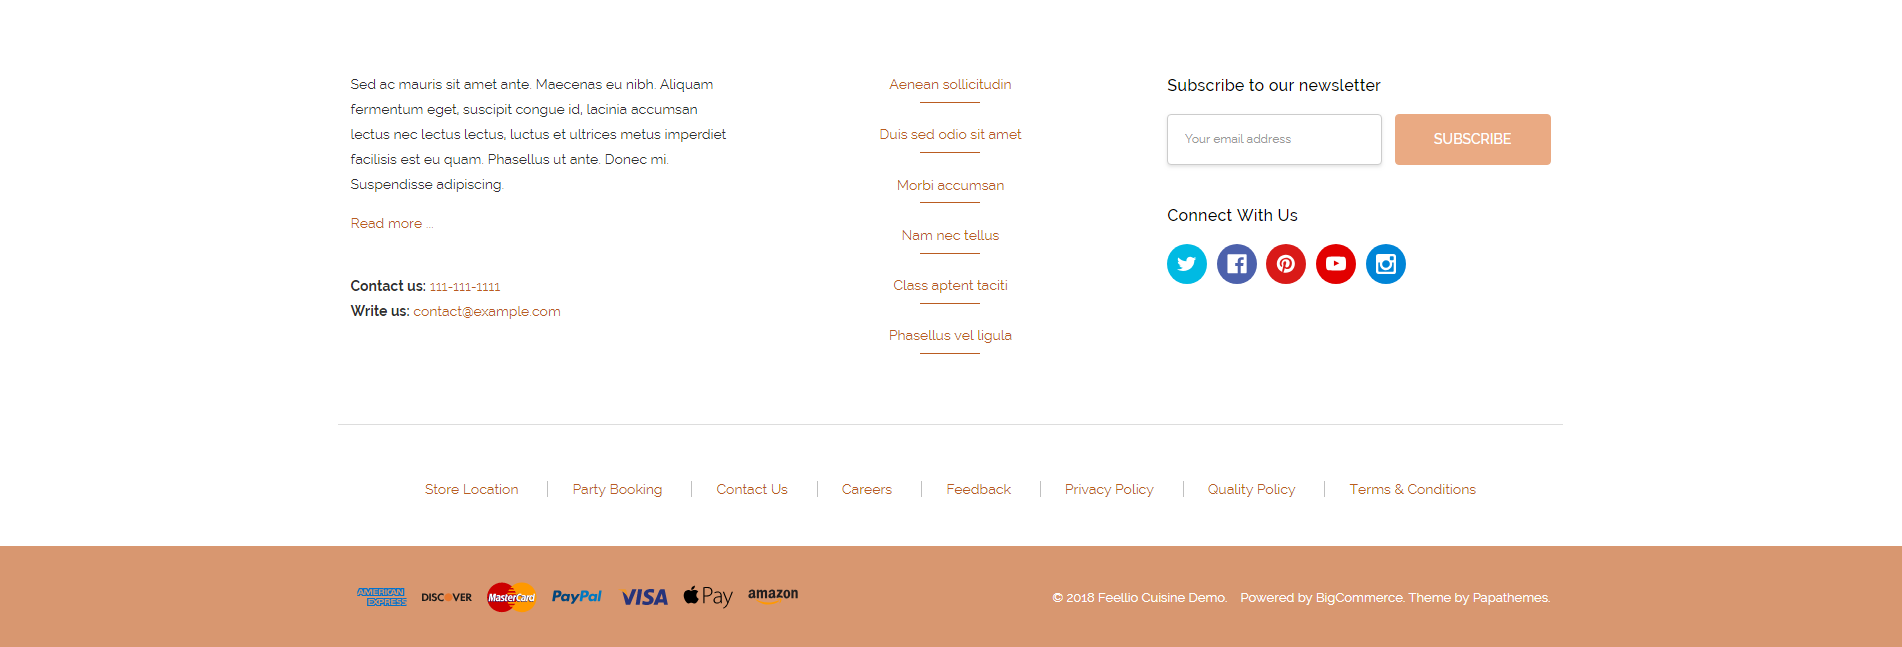 Sed ac mauris sit amet ante. Maecenas eu nibh. Aliquam
fermentum eget, suscipit congue id, lacinia accumsan
lectus nec lectus lectus, luctus et ultrices metus imperdiet
facilisis est eu quam. Phasellus ut ante. Donec mi.
Suspendisse adipiscing.
Read more ...
Contact us: 111-111-1111
Write us: contact@example.com
Aenean sollicitudin
Duis sed odio sit amet
Morbi accumsan
Nam nec tellus
Class aptent taciti
Phasellus vel ligula
Subscribe to our newsletter
Your email address
SUBSCRIBE
Connect With Us
Store Location
Party Booking
Contact Us
Careers
Feedback
Privacy Policy
Quality Policy
Terms & Conditions
AMERICAN
EXPRESS
DISCOVER
MasterCard
PayPal
VISA
Pay
amazon
© 2018 Feellio Cuisine Demo. Powered by BigCommerce. Theme by Papathemes.